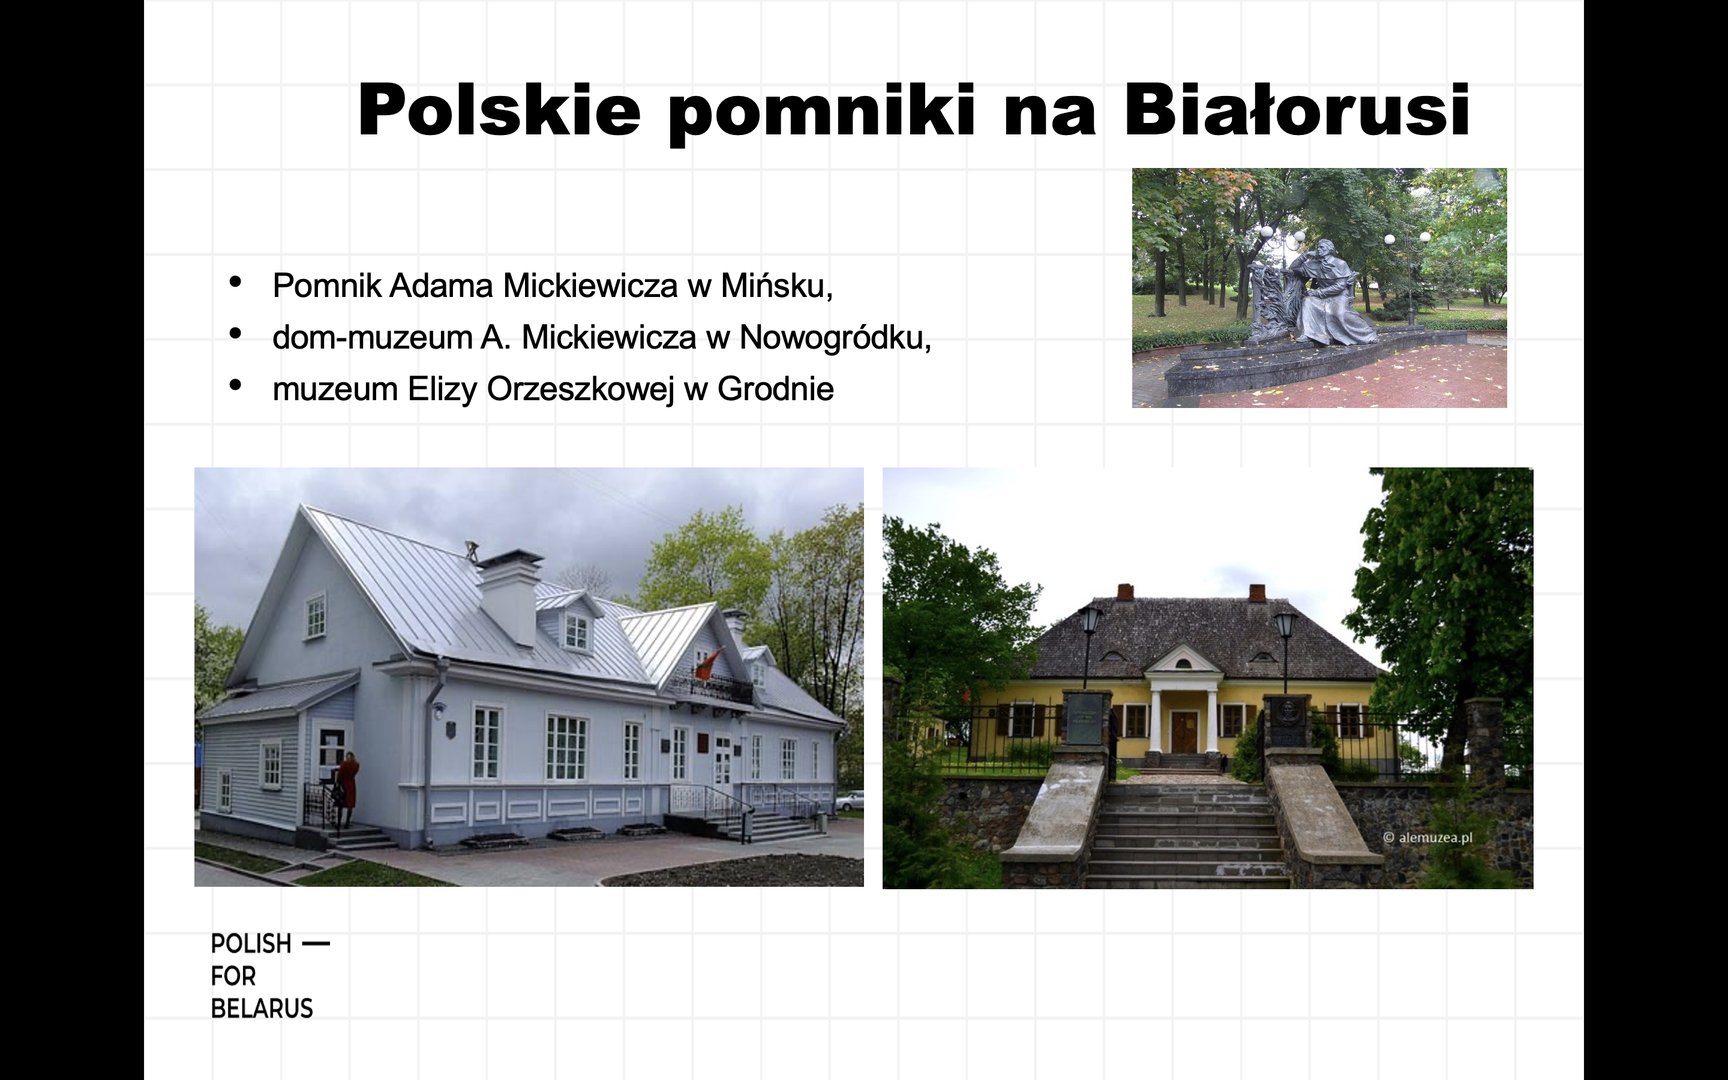 Polskie pomniki na Białorusi
• Pomnik Adama Mickiewicza w Mińsku,
• dom-muzeum A. Mickiewicza w Nowogródku,
• muzeum Elizy Orzeszkowej w Grodnie
© alemuzea.pl
POLISH —
FOR
BELARUS